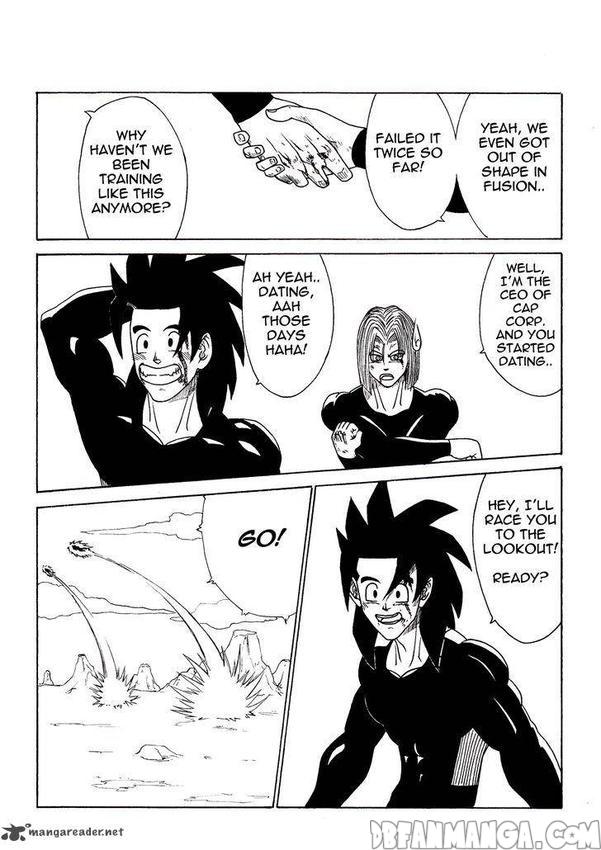 YEAH, WE
EVEN GOT
OUT OF
SHAPE IN
FUSION..
FAILED IT
TWICE SO
FAR!
WHY
HAVEN'T WE
BEEN
TRAINING
LIKE THIS
ANYMORE?
WELL,
I'M THE
CEO OF
CAP
CORP.
AND YOU
STARTED
DATING..
AH YEAH..
DATING,
AAH
THOSE
DAYS
HAHA!
HEY, I'LL
RACE YOU
TO THE
LOOKOUT!
READY?
GO!
mangareader.net
DBFANMANGA.COM